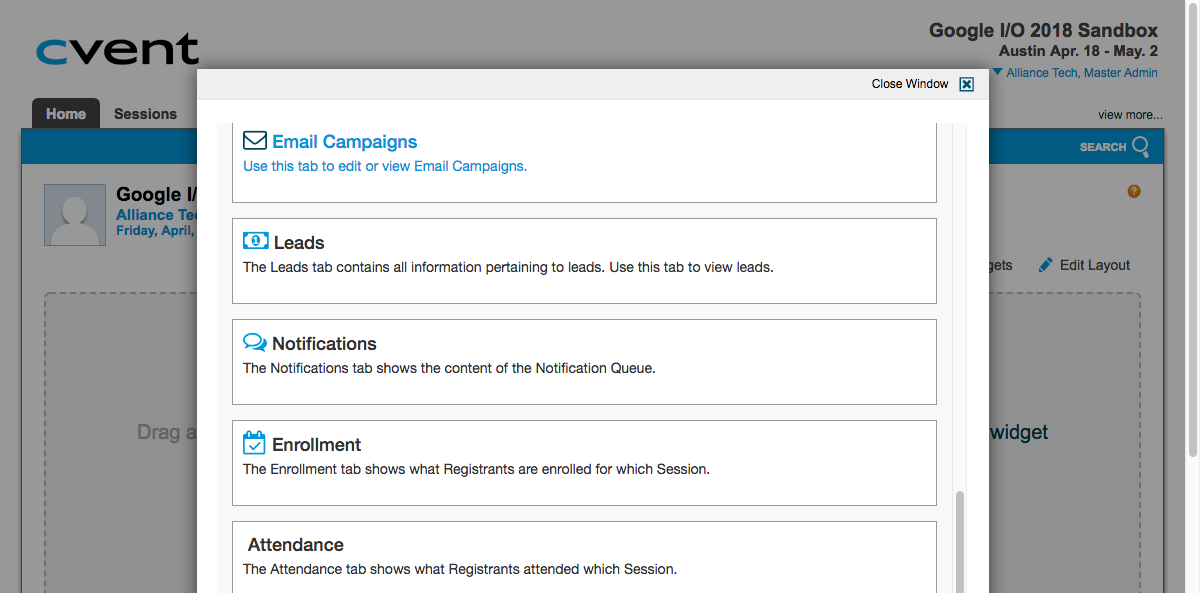 cvent
Google I/O 2018 Sandbox
Austin Apr. 18 - May. 2
Alliance Tech, Master Admin
Close Window
Home
Sessions
view more...
SEARCH
Google I/
Alliance Te
Friday, April,
?
gets
Edit Layout
Drag a
widget
Email Campaigns
Use this tab to edit or view Email Campaigns.
Leads
The Leads tab contains all information pertaining to leads. Use this tab to view leads.
Notifications
The Notifications tab shows the content of the Notification Queue.
Enrollment
The Enrollment tab shows what Registrants are enrolled for which Session.
Attendance
The Attendance tab shows what Registrants attended which Session.